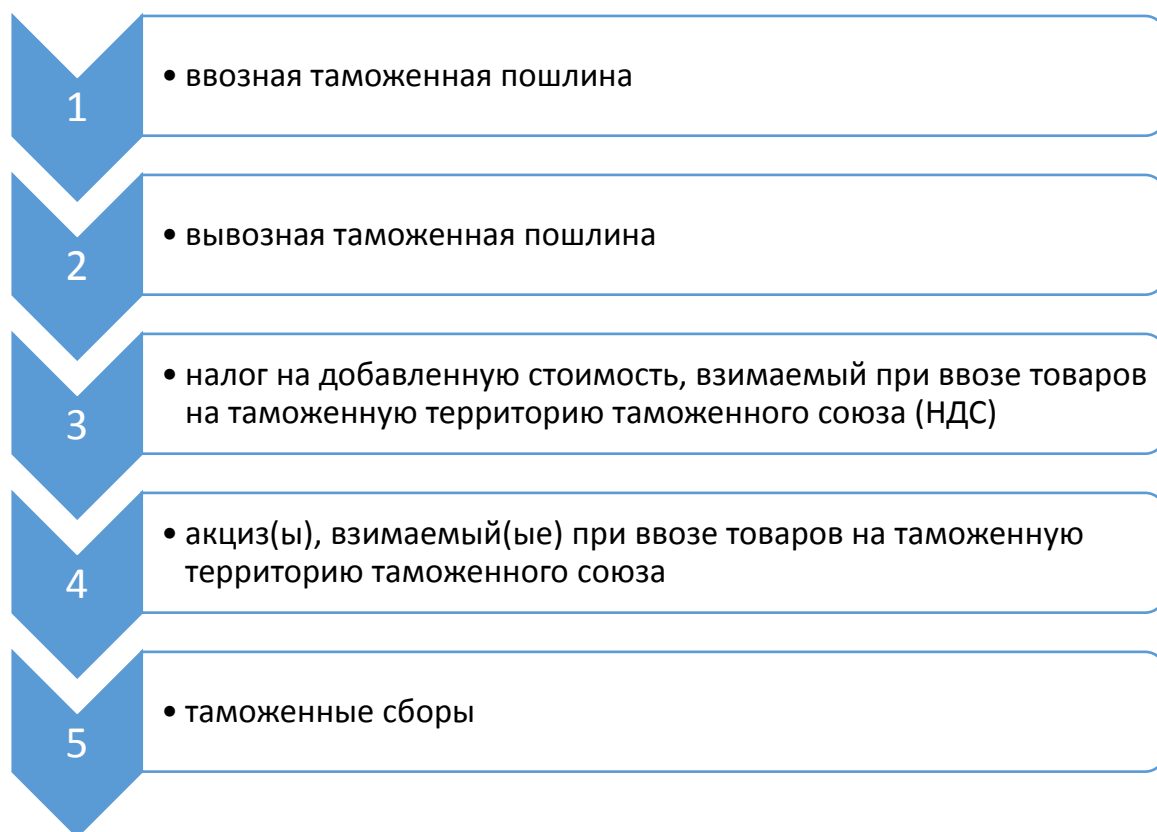 1
• ввозная таможенная пошлина
2
• вывозная таможенная пошлина
3
• налог на добавленную стоимость, взимаемый при ввозе товаров
на таможенную территорию таможенного союза (НДС)
4
• акциз(ы), взимаемый(ые) при ввозе товаров на таможенную
территорию таможенного союза
5
• таможенные сборы